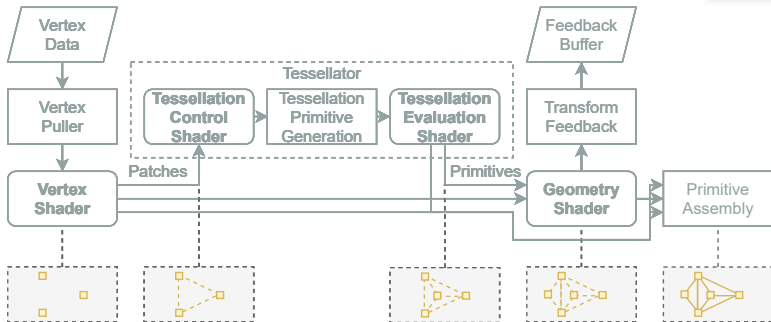 Vertex
Data
Feedback
Buffer
Tessellator
Vertex
Puller
Tessellation
Control
Shader
Tessellation
Primitive
Generation
Tessellation
Evaluation
Shader
Transform
Feedback
Patches
Primitives
Vertex
Shader
Geometry
Shader
Primitive
Assembly